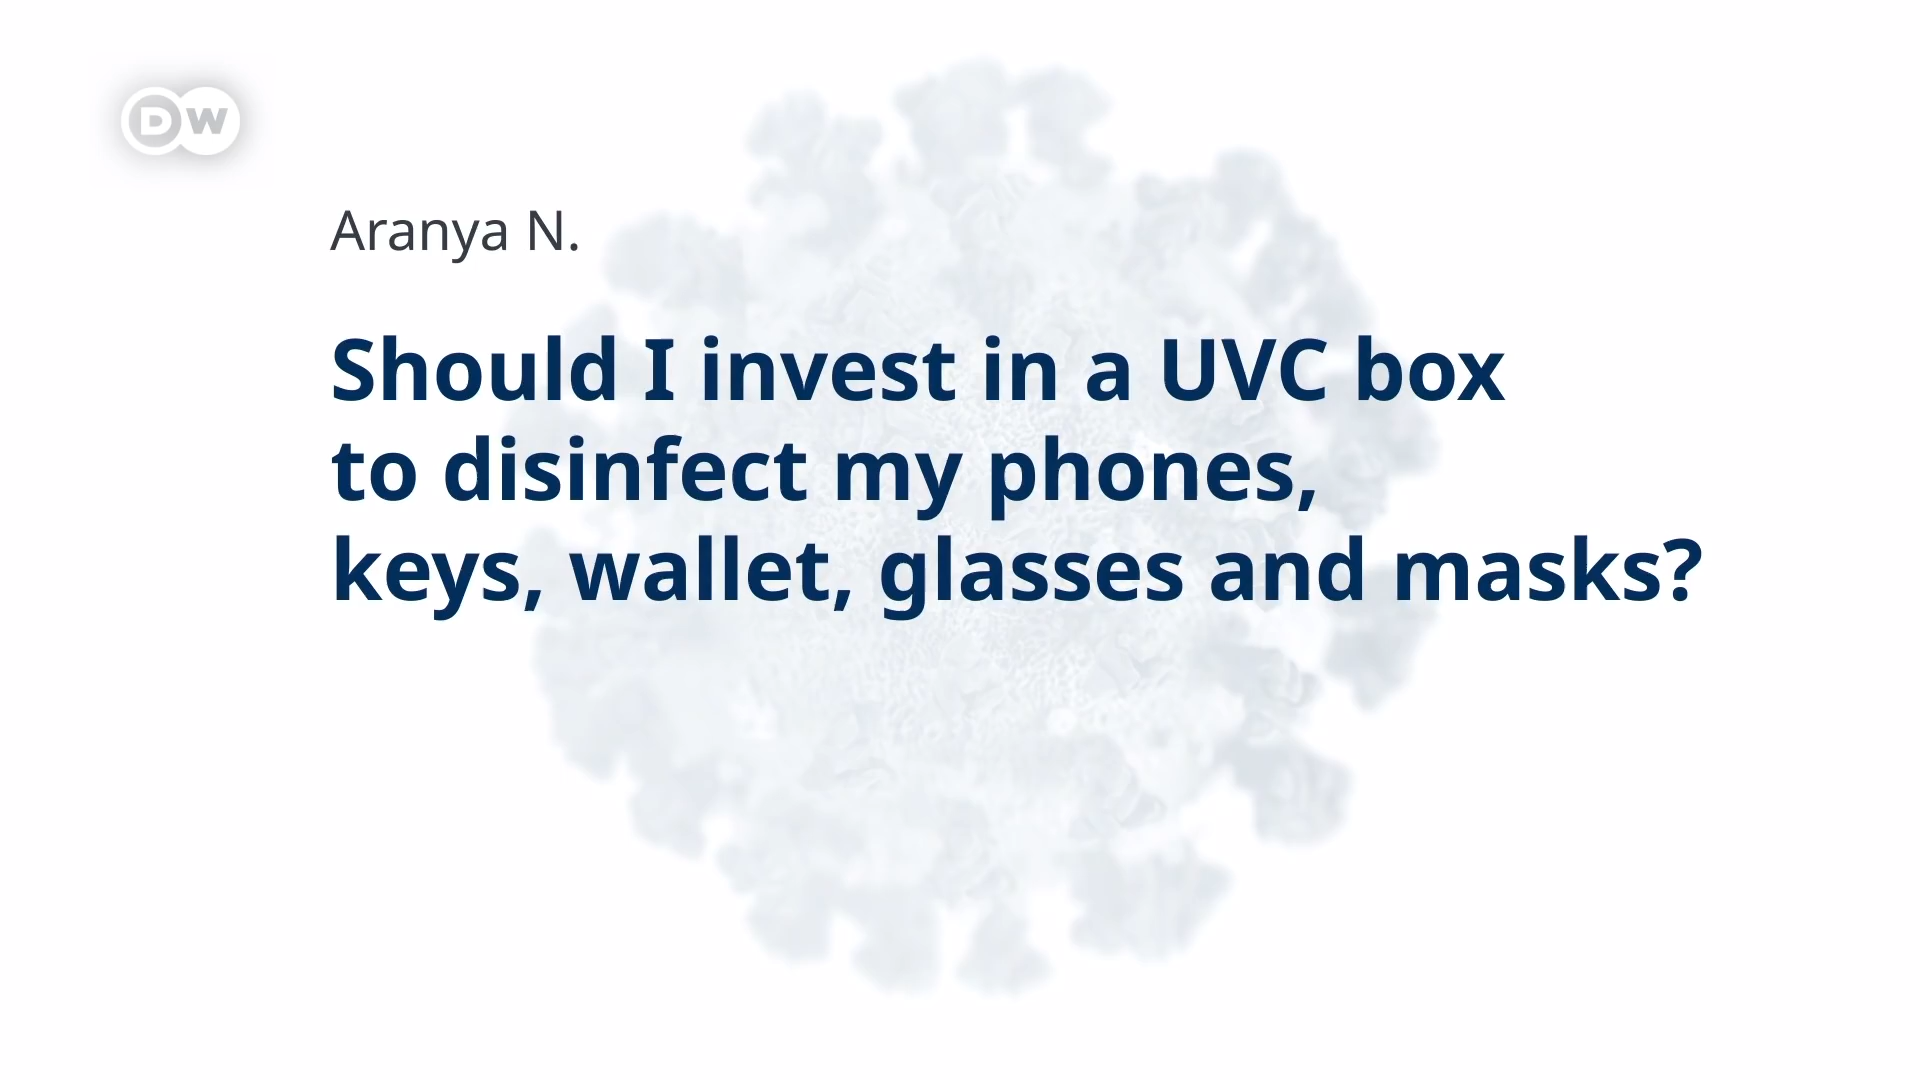 DW
Aranya N.
Should I invest in a UVC box
to disinfect my phones,
keys, wallet, glasses and masks?